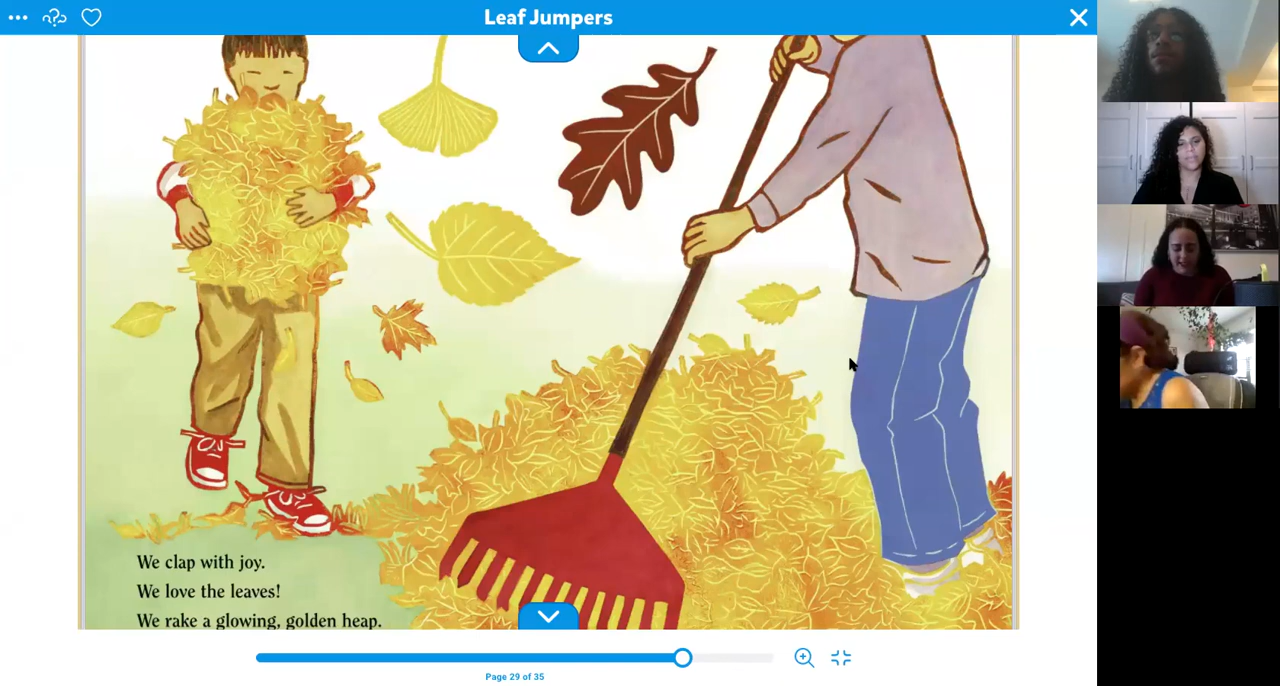 Leaf Jumpers
We clap with joy.
We love the leaves!
We rake a glowing, golden heap.
Page 29 of 35